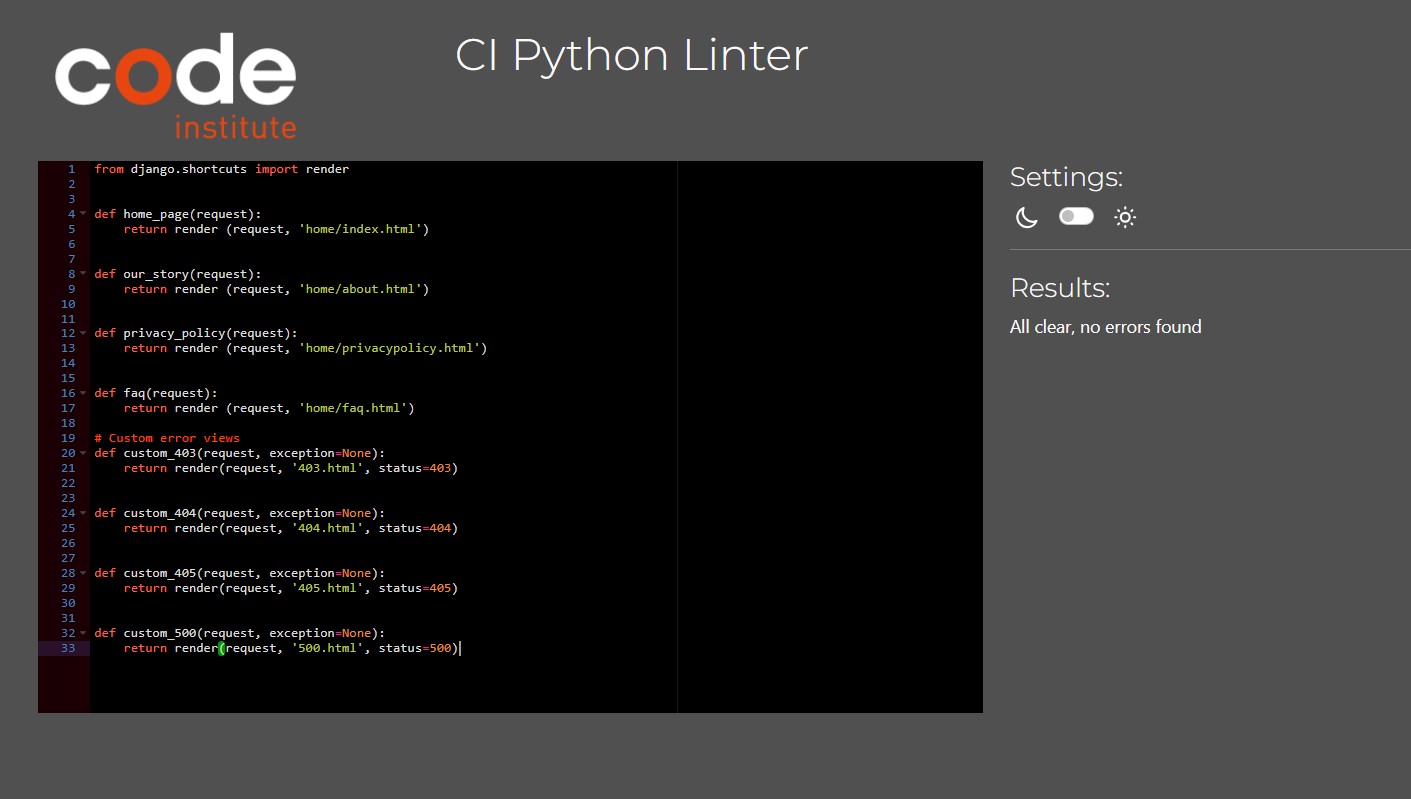 code
institute
CI Python Linter
1 from django.shortcuts import render
2
3
4 def home_page(request):
5     return render (request, 'home/index.html')
6
7
8 def our_story(request):
9     return render (request, 'home/about.html')
10
11
12 def privacy_policy(request):
13     return render (request, 'home/privacypolicy.html')
14
15
16 def faq(request):
17     return render (request, 'home/faq.html')
18
19 # Custom error views
20 def custom_403(request, exception=None):
21     return render(request, '403.html', status=403)
22
23
24 def custom_404(request, exception=None):
25     return render(request, '404.html', status=404)
26
27
28 def custom_405(request, exception=None):
29     return render(request, '405.html', status=405)
30
31
32 def custom_500(request, exception=None):
33     return render(request, '500.html', status=500)
Settings:
Results:
All clear, no errors found